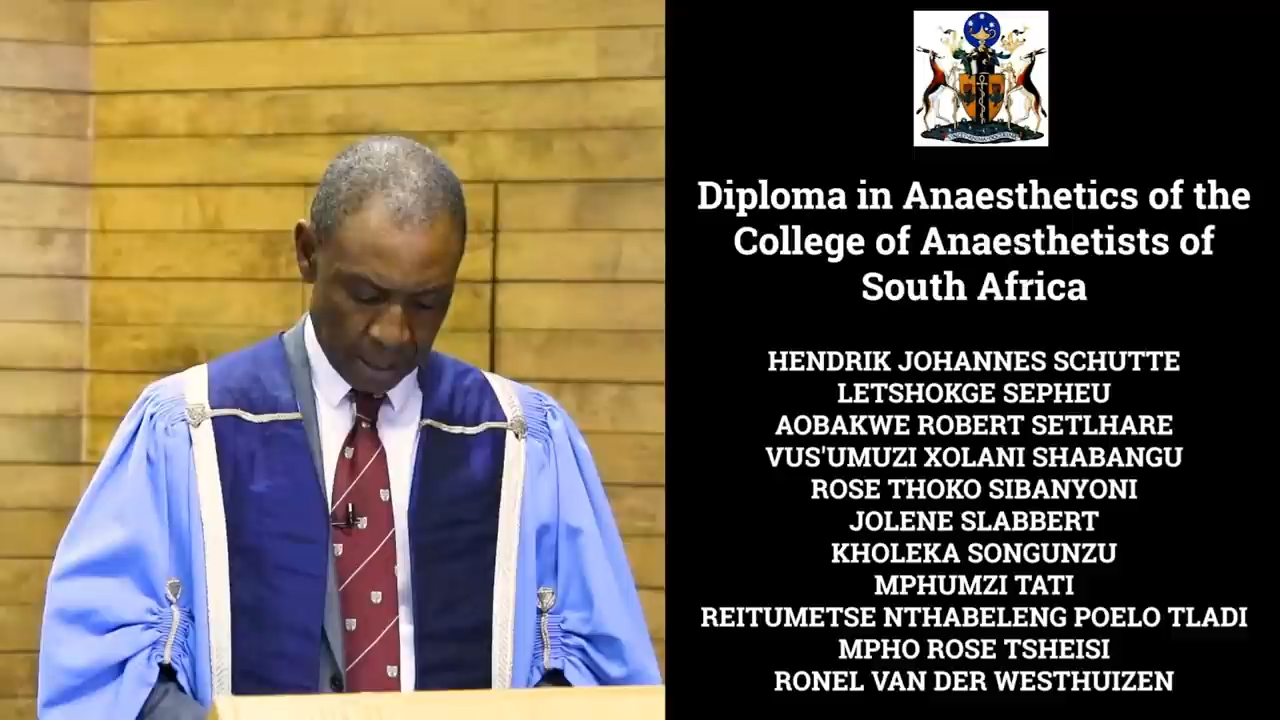 Diploma in Anaesthetics of the
College of Anaesthetists of
South Africa
HENDRIK JOHANNES SCHUTTE
LETSHOKGE SEPHEU
AOBAKWE ROBERT SETLHARE
VUS'UMUZI XOLANI SHABANGU
ROSE THOKO SIBANYONI
JOLENE SLABBERT
KHOLEKA SONGUNZU
MPHUMZI TATI
REITUMETSE NTHABELENG POELO TLADI
MPHO ROSE TSHEISI
RONEL VAN DER WESTHUIZEN